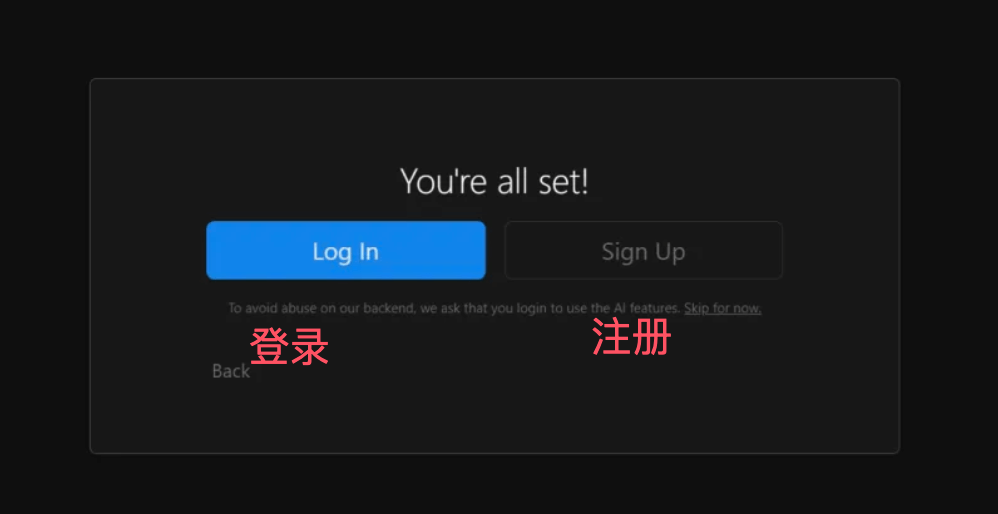 You're all set!
Log In
Sign Up
To avoid abuse on our backend, we ask that you login to use the AI features. Skip for now.
登录
注册
Back